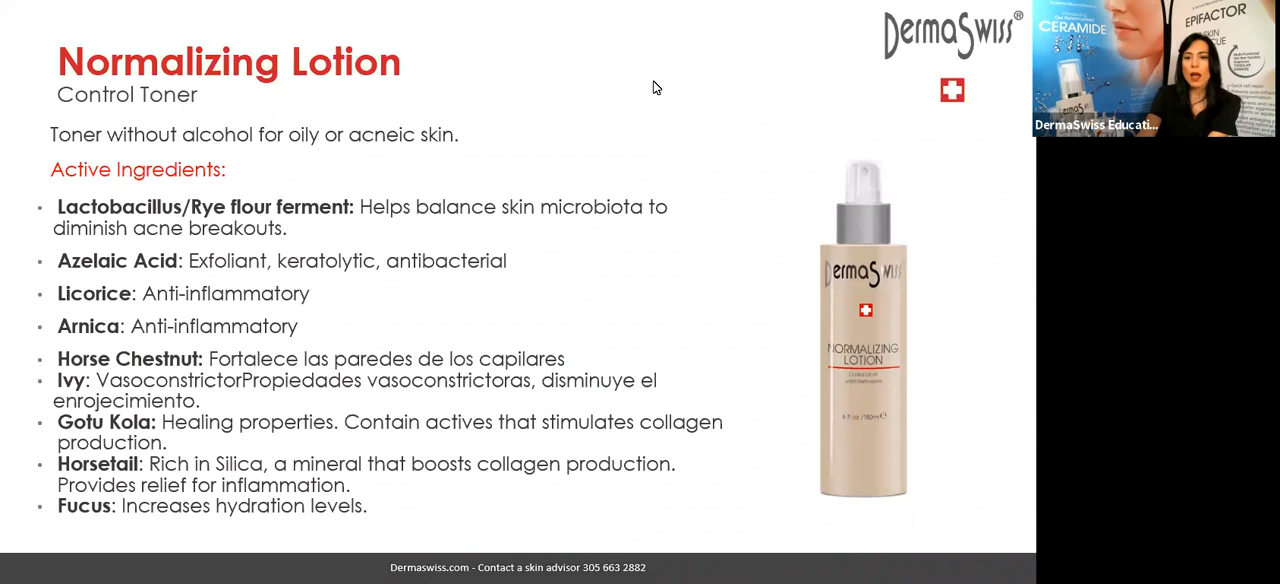 Normalizing Lotion
Control Toner
DermaSwiss®
Toner without alcohol for oily or acneic skin.
Active Ingredients:
• Lactobacillus/Rye flour ferment: Helps balance skin microbiota to
diminish acne breakouts.
• Azelaic Acid: Exfoliant, keratolytic, antibacterial
• Licorice: Anti-inflammatory
• Arnica: Anti-inflammatory
• Horse Chestnut: Fortalece las paredes de los capilares
• Ivy: VasoconstrictorPropiedades vasoconstrictoras, disminuye el
enrojecimiento.
• Gotu Kola: Healing properties. Contain actives that stimulates collagen
production.
• Horsetail: Rich in Silica, a mineral that boosts collagen production.
Provides relief for inflammation.
• Fucus: Increases hydration levels.
DermaSwiss
NORMALIZING
LOTION
6 fl oz /180ml
Dermaswiss.com - Contact a skin advisor 305 663 2882
CERAMIDE
EPIFACTOR
DermaSwiss Educati...